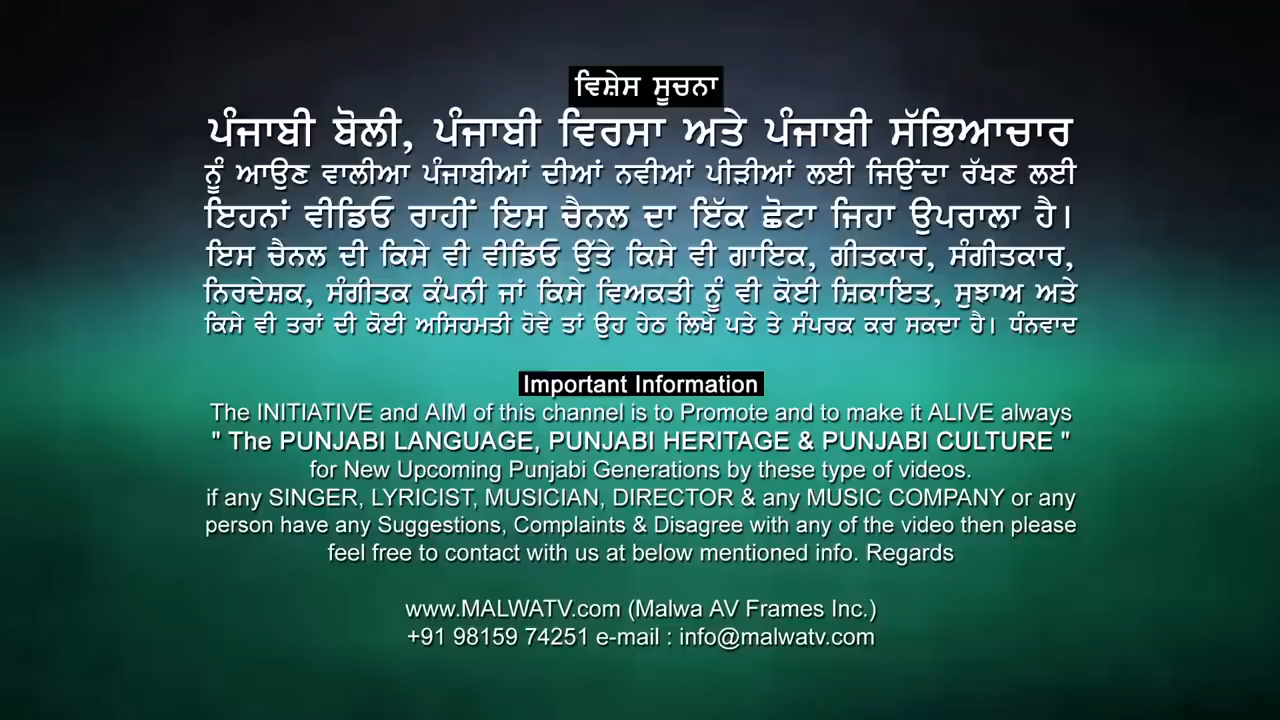 ਵਿਸ਼ੇਸ ਸੂਚਨਾ
ਪੰਜਾਬੀ ਬੋਲੀ, ਪੰਜਾਬੀ ਵਿਰਸਾ ਅਤੇ ਪੰਜਾਬੀ ਸੱਭਿਆਚਾਰ
ਨੂੰ ਆਉਣ ਵਾਲੀਆ ਪੰਜਾਬੀਆਂ ਦੀਆਂ ਨਵੀਆਂ ਪੀੜੀਆਂ ਲਈ ਜਿਉਂਦਾ ਰੱਖਣ ਲਈ
ਇਹਨਾਂ ਵੀਡਿਓ ਰਾਹੀਂ ਇਸ ਚੈਨਲ ਦਾ ਇੱਕ ਛੋਟਾ ਜਿਹਾ ਉਪਰਾਲਾ ਹੈ।
ਇਸ ਚੈਨਲ ਦੀ ਕਿਸੇ ਵੀ ਵੀਡਿਓ ਉੱਤੇ ਕਿਸੇ ਵੀ ਗਾਇਕ, ਗੀਤਕਾਰ, ਸੰਗੀਤਕਾਰ,
ਨਿਰਦੇਸ਼ਕ, ਸੰਗੀਤਕ ਕੰਪਨੀ ਜਾਂ ਕਿਸੇ ਵਿਅਕਤੀ ਨੂੰ ਵੀ ਕੋਈ ਸ਼ਿਕਾਇਤ, ਸੁਝਾਅ ਅਤੇ
ਕਿਸੇ ਵੀ ਤਰਾਂ ਦੀ ਕੋਈ ਅਸਿਹਮਤੀ ਹੋਵੇ ਤਾਂ ਉਹ ਹੇਠ ਲਿਖੇ ਪਤੇ ਤੇ ਸੰਪਰਕ ਕਰ ਸਕਦਾ ਹੈ। ਧੰਨਵਾਦ
Important Information
The INITIATIVE and AIM of this channel is to Promote and to make it ALIVE always
" The PUNJABI LANGUAGE, PUNJABI HERITAGE & PUNJABI CULTURE "
for New Upcoming Punjabi Generations by these type of videos.
if any SINGER, LYRICIST, MUSICIAN, DIRECTOR & any MUSIC COMPANY or any
person have any Suggestions, Complaints & Disagree with any of the video then please
feel free to contact with us at below mentioned info. Regards
www.MALWATV.com (Malwa AV Frames Inc.)
+91 98159 74251 e-mail : info@malwatv.com